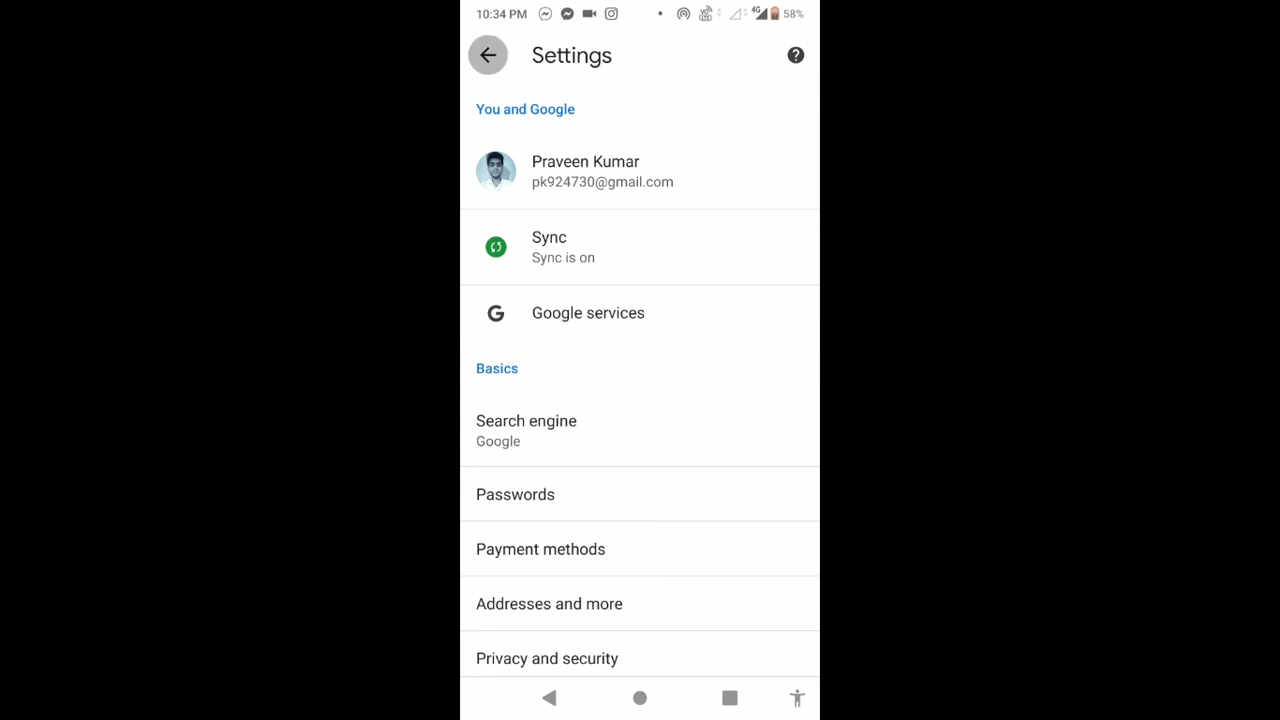 10:34 PM 4G 58%
Settings
You and Google
Praveen Kumar
pk924730@gmail.com
Sync
Sync is on
Google services
Basics
Search engine
Google
Passwords
Payment methods
Addresses and more
Privacy and security